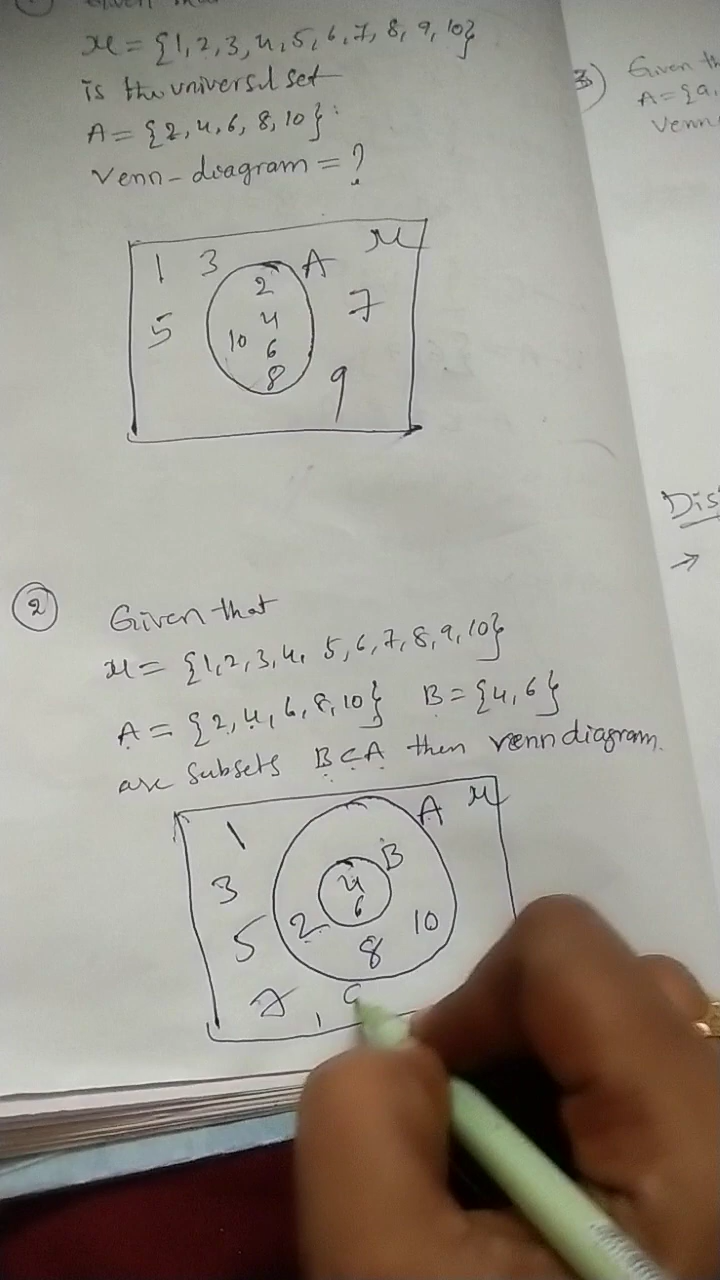 Given that
μ = {1, 2, 3, 4, 5, 6, 7, 8, 9, 10}
is the universal set
A = {2, 4, 6, 8, 10}
Venn-diagram = ?
1 3 A μ
2
5 4 7
10 6
8 9
2 Given that
μ = {1, 2, 3, 4, 5, 6, 7, 8, 9, 10}
A = {2, 4, 6, 8, 10} B = {4, 6}
are subsets B⊂A then venn diagram.
1 A μ
B
3 4
6
5 2 8 10
7
3) Given th
A = {a,
Venn
Dis
→